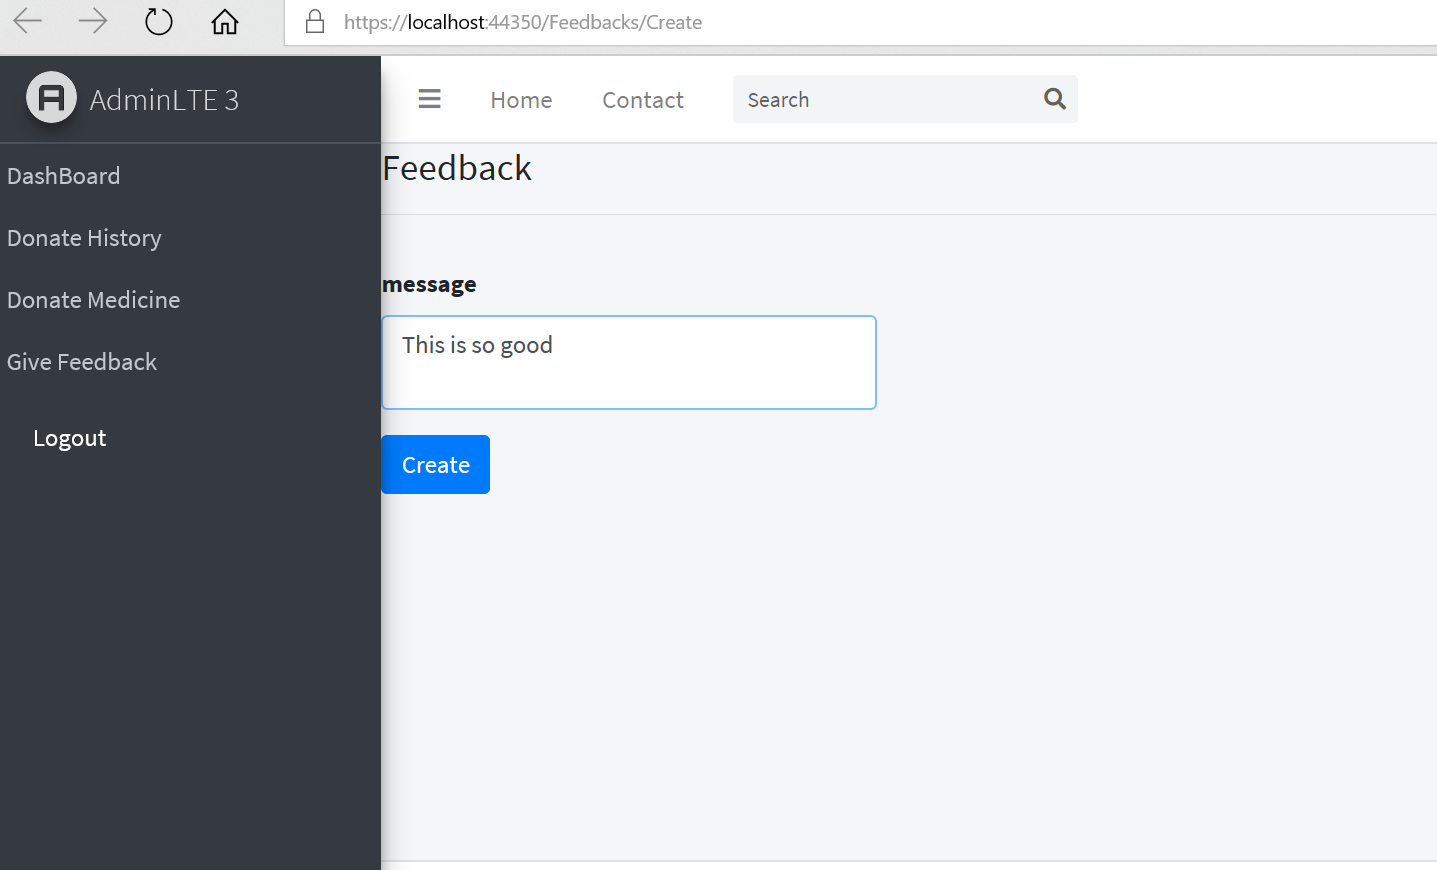 https://localhost:44350/Feedbacks/Create
AdminLTE 3
Home Contact Search
DashBoard
Donate History
Donate Medicine
Give Feedback
Logout
Feedback
message
This is so good
Create